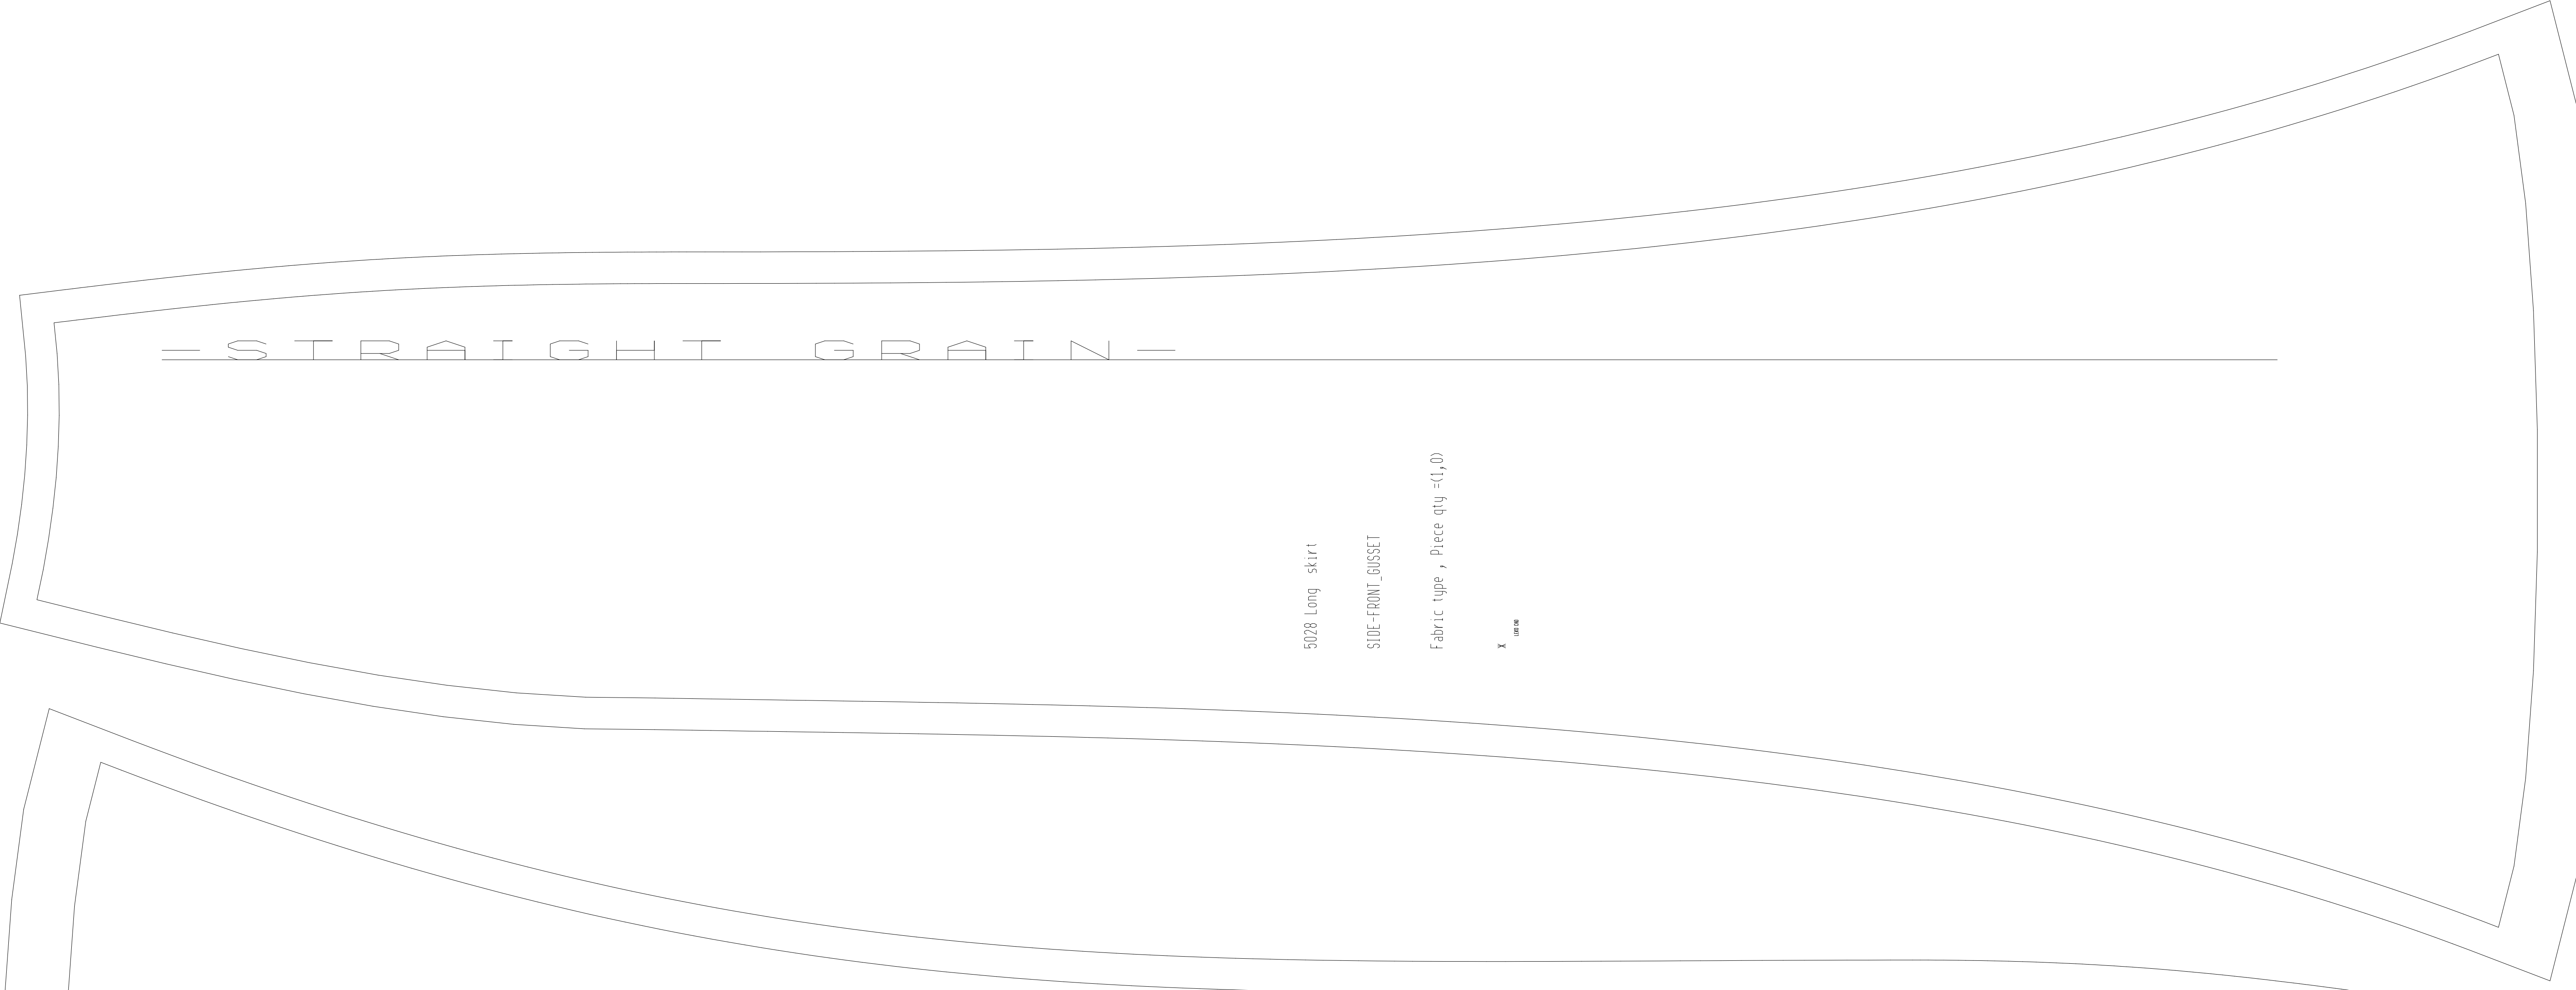 - STRAIGHT GRAIN -
5028 Long skirt
SIDE-FRONT_GUSSET
Fabric type , Piece qty =(1,0)
x